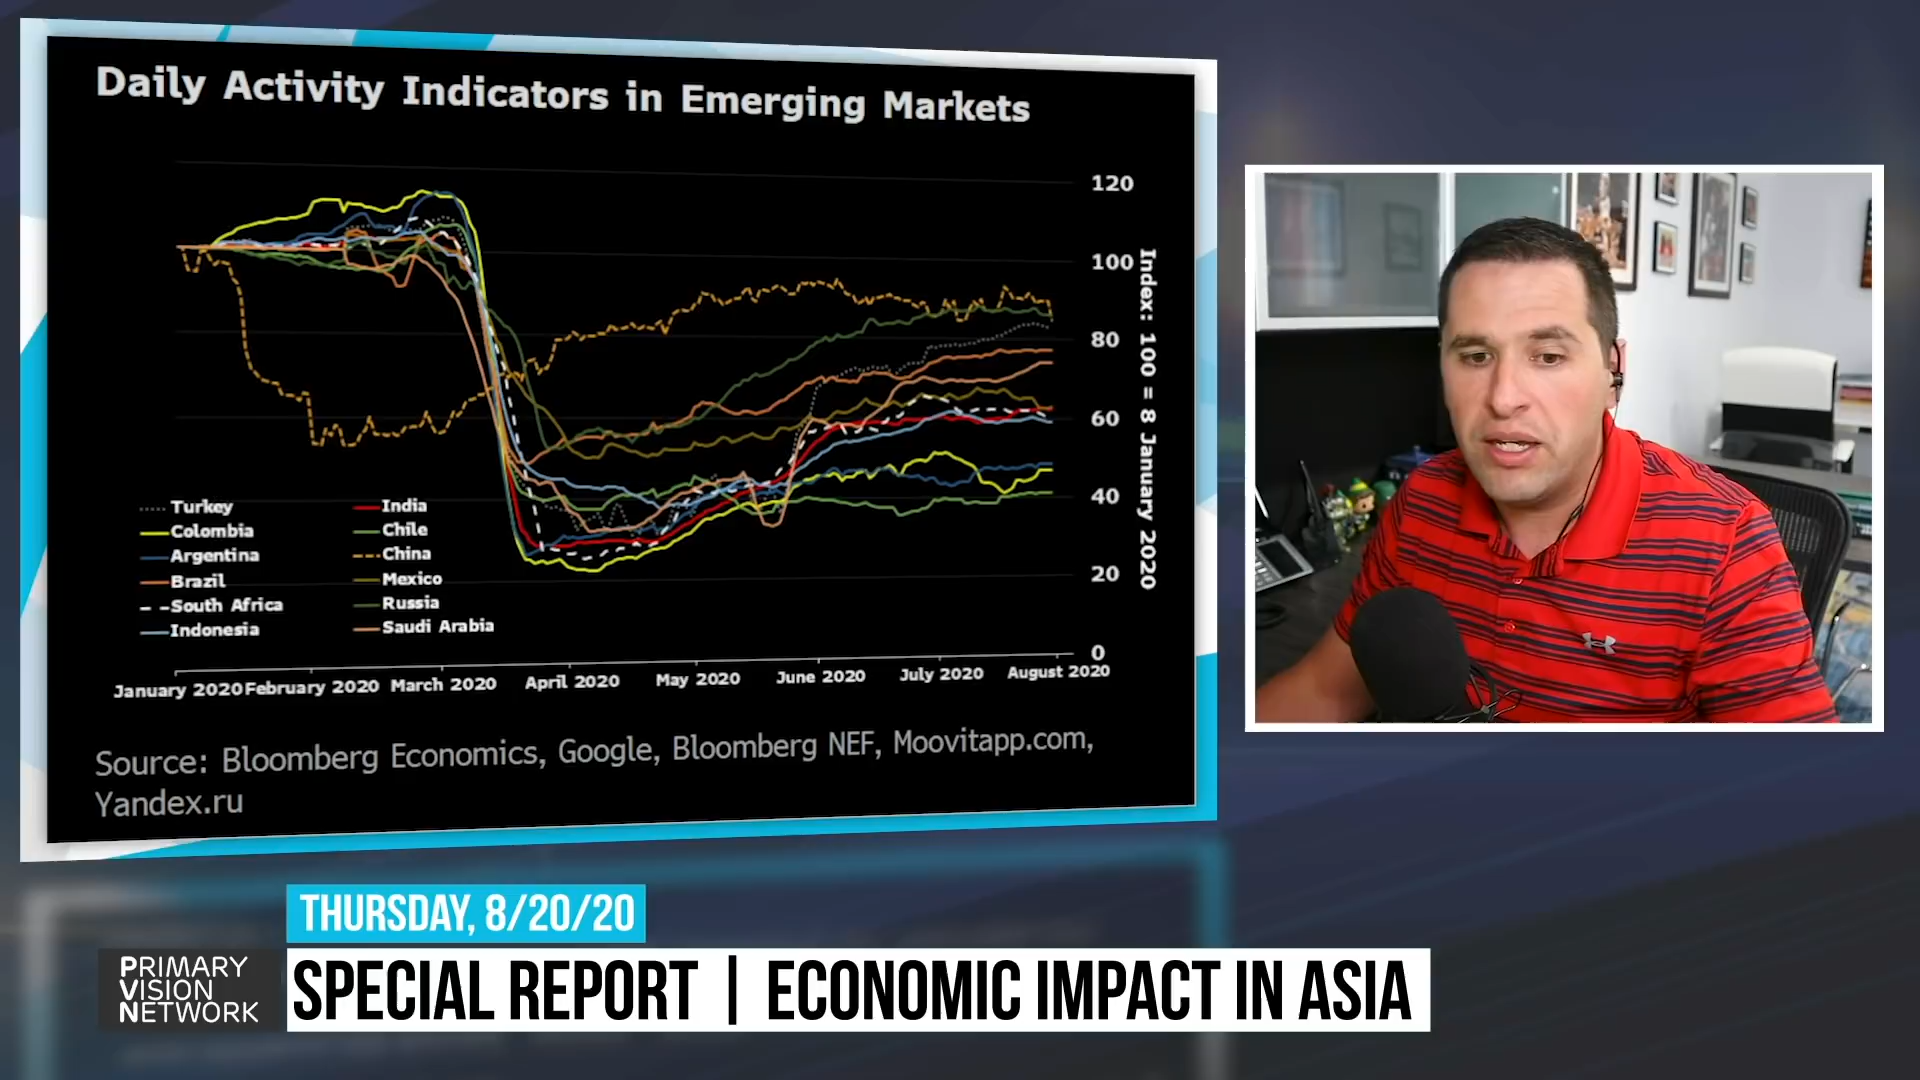 Daily Activity Indicators in Emerging Markets
120
100
80
60
40
20
0
Index: 100 = 8 January 2020
Turkey
India
Colombia
Chile
Argentina
China
Brazil
Mexico
South Africa
Russia
Indonesia
Saudi Arabia
January 2020 February 2020 March 2020 April 2020 May 2020 June 2020 July 2020 August 2020
Source: Bloomberg Economics, Google, Bloomberg NEF, Moovitapp.com,
Yandex.ru
THURSDAY, 8/20/20
PRIMARY
VISION
NETWORK
SPECIAL REPORT | ECONOMIC IMPACT IN ASIA